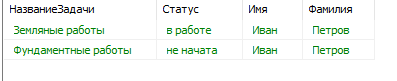 НазваниеЗадачи Статус Имя Фамилия
Земляные работы в работе Иван Петров
Фундаментные работы не начата Иван Петров